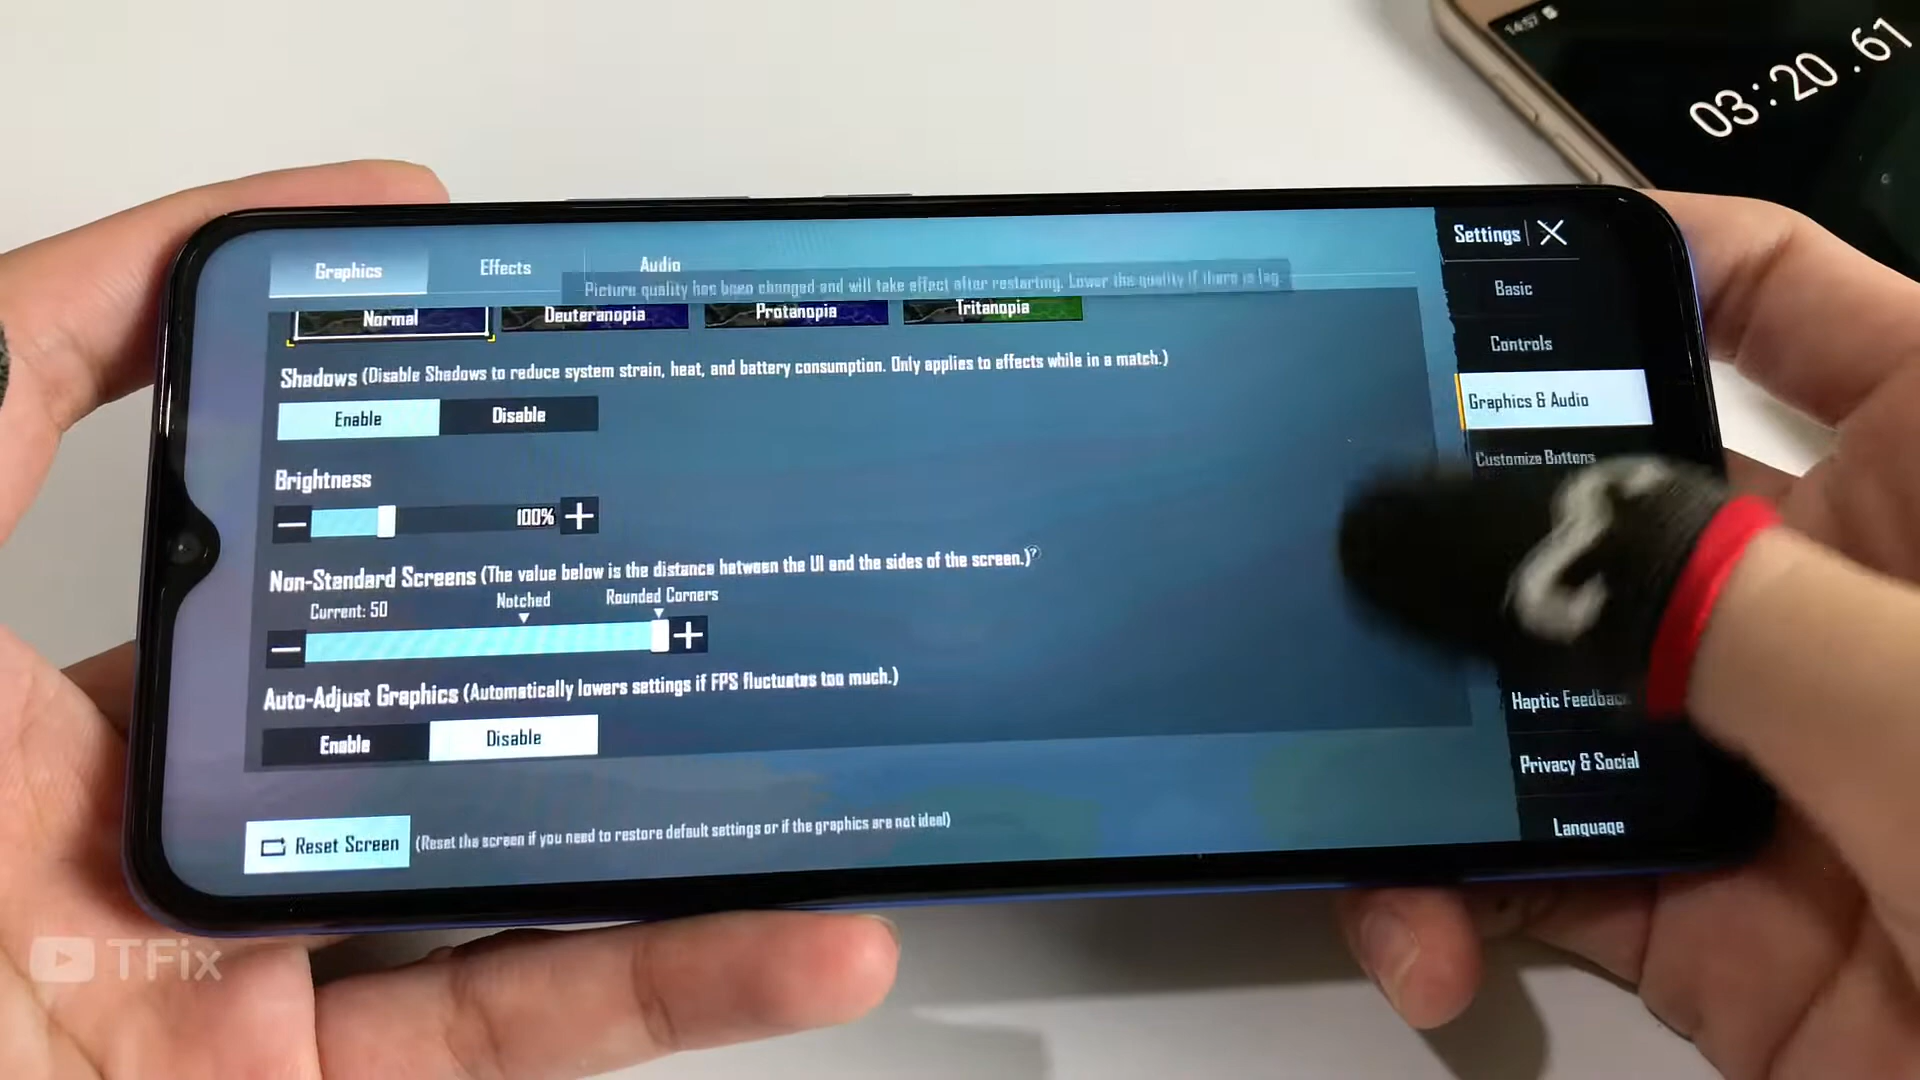 14:57
03:20.61
Settings
Graphics
Effects
Audio
Picture quality has been changed and will take effect after restarting. Lower the quality if there is lag.
Normal
Deuteranopia
Protanopia
Tritanopia
Basic
Controls
Graphics & Audio
Customize Buttons
Shadows (Disable Shadows to reduce system strain, heat, and battery consumption. Only applies to effects while in a match.)
Enable
Disable
Brightness
100%
Non-Standard Screens (The value below is the distance between the UI and the sides of the screen.)?
Current: 50
Notched
Rounded Corners
Auto-Adjust Graphics (Automatically lowers settings if FPS fluctuates too much.)
Enable
Disable
Haptic Feedback
Privacy & Social
Language
Reset Screen
(Reset the screen if you need to restore default settings or if the graphics are not ideal)
TFix